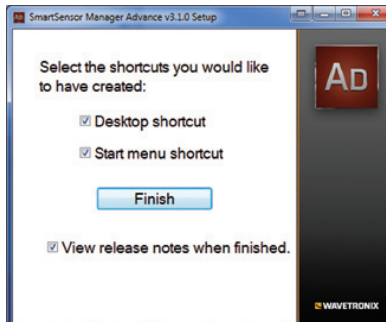 SmartSensor Manager Advance v3.1.0 Setup
Select the shortcuts you would like
to have created:
Desktop shortcut
Start menu shortcut
Finish
View release notes when finished.
AD
WAVETRONIX